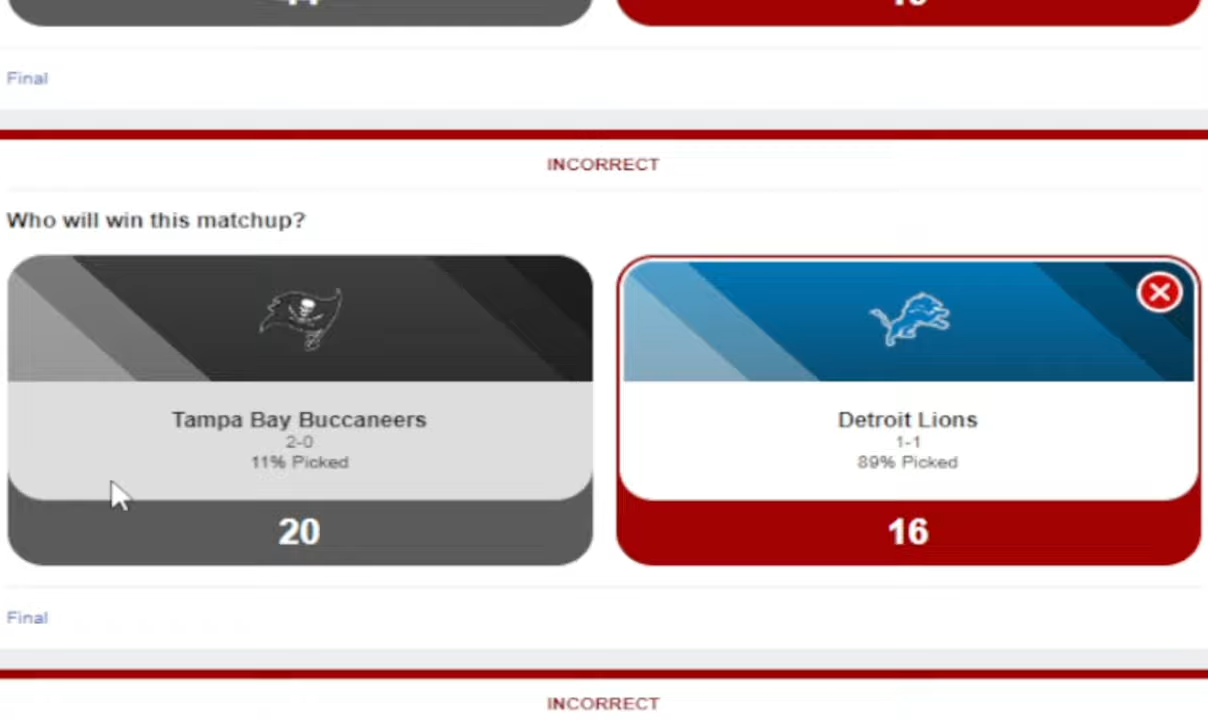 Final
INCORRECT
Who will win this matchup?
Tampa Bay Buccaneers
2-0
11% Picked
20
Detroit Lions
1-1
89% Picked
16
Final
INCORRECT